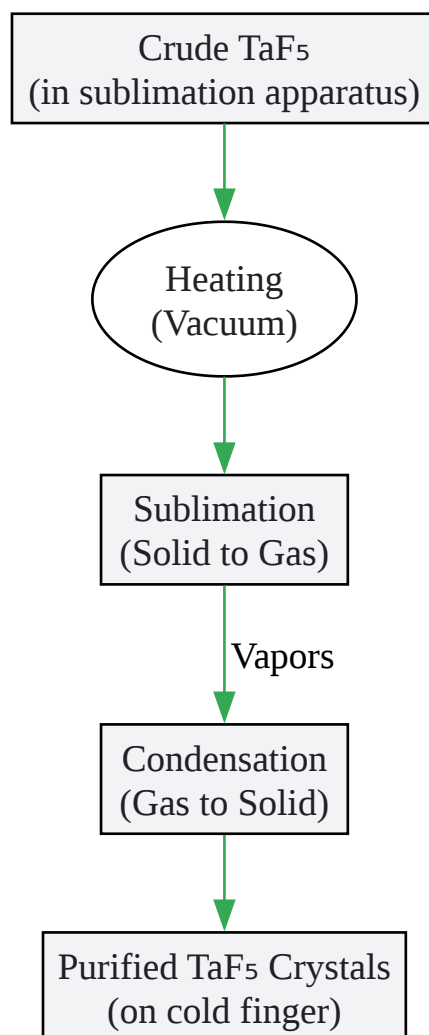 Crude TaF₅
(in sublimation apparatus)
Heating
(Vacuum)
Sublimation
(Solid to Gas)
Vapors
Condensation
(Gas to Solid)
Purified TaF₅ Crystals
(on cold finger)